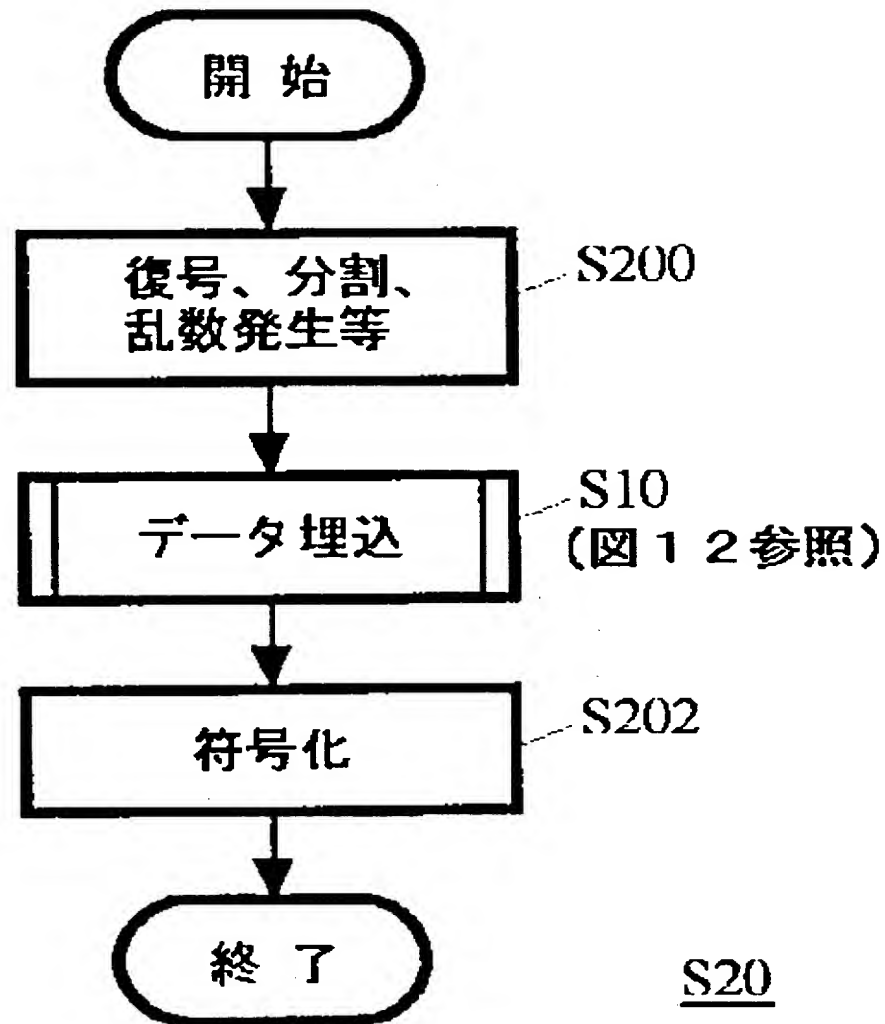 開 始
復号、分割、
乱数発生等
S200
データ埋込
S10
(図12参照)
符号化
S202
終 了
S20